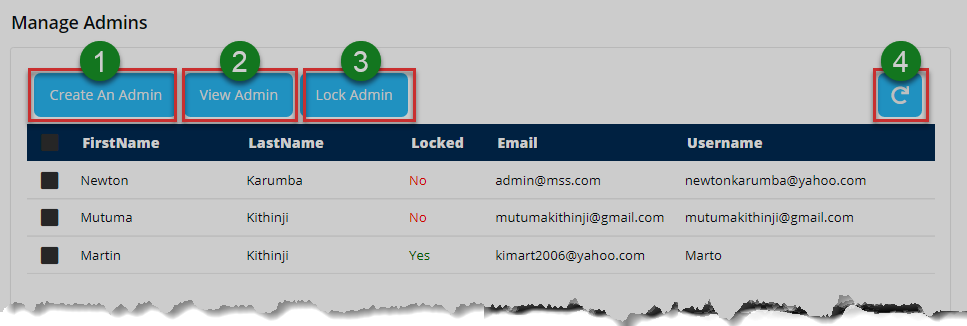 Manage Admins
1 2 3 4
Create An Admin View Admin Lock Admin
FirstName LastName Locked Email Username
Newton Karumba No admin@mss.com newtonkarumba@yahoo.com
Mutuma Kithinji No mutumakithinji@gmail.com mutumakithinji@gmail.com
Martin Kithinji Yes kimart2006@yahoo.com Marto